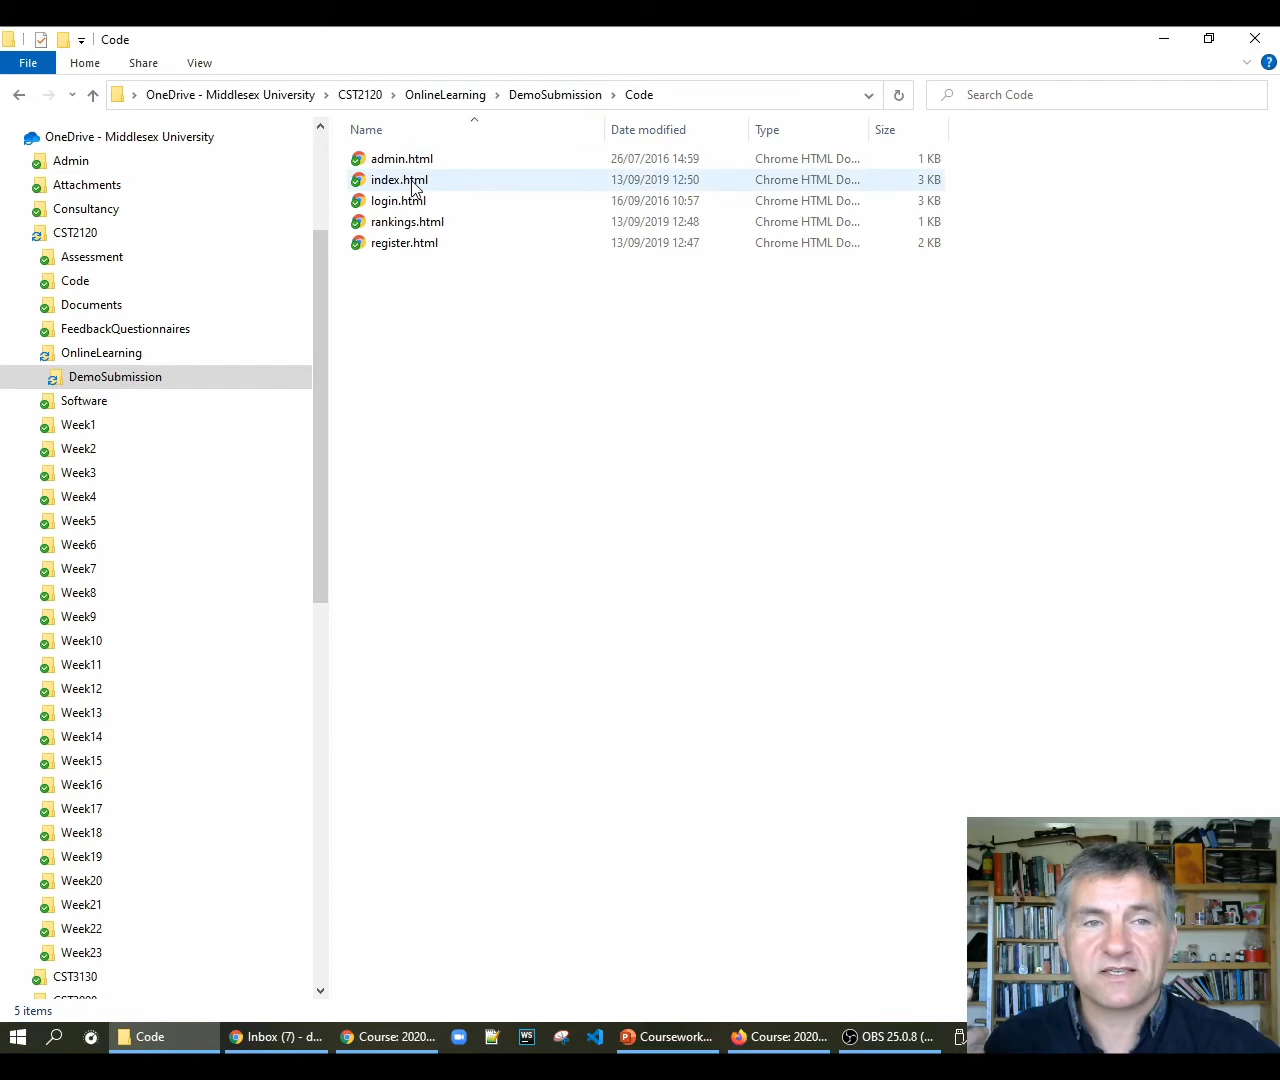 Code
File Home Share View
OneDrive - Middlesex University CST2120 OnlineLearning DemoSubmission Code
Search Code
Name Date modified Type Size
admin.html 26/07/2016 14:59 Chrome HTML Do... 1 KB
index.html 13/09/2019 12:50 Chrome HTML Do... 3 KB
login.html 16/09/2016 10:57 Chrome HTML Do... 3 KB
rankings.html 13/09/2019 12:48 Chrome HTML Do... 1 KB
register.html 13/09/2019 12:47 Chrome HTML Do... 2 KB
OneDrive - Middlesex University
Admin
Attachments
Consultancy
CST2120
Assessment
Code
Documents
FeedbackQuestionnaires
OnlineLearning
DemoSubmission
Software
Week1
Week2
Week3
Week4
Week5
Week6
Week7
Week8
Week9
Week10
Week11
Week12
Week13
Week14
Week15
Week16
Week17
Week18
Week19
Week20
Week21
Week22
Week23
CST3130
5 items
Code Inbox (7) - d... Course: 2020... WS Coursework... Course: 2020... OBS 25.0.8 (...